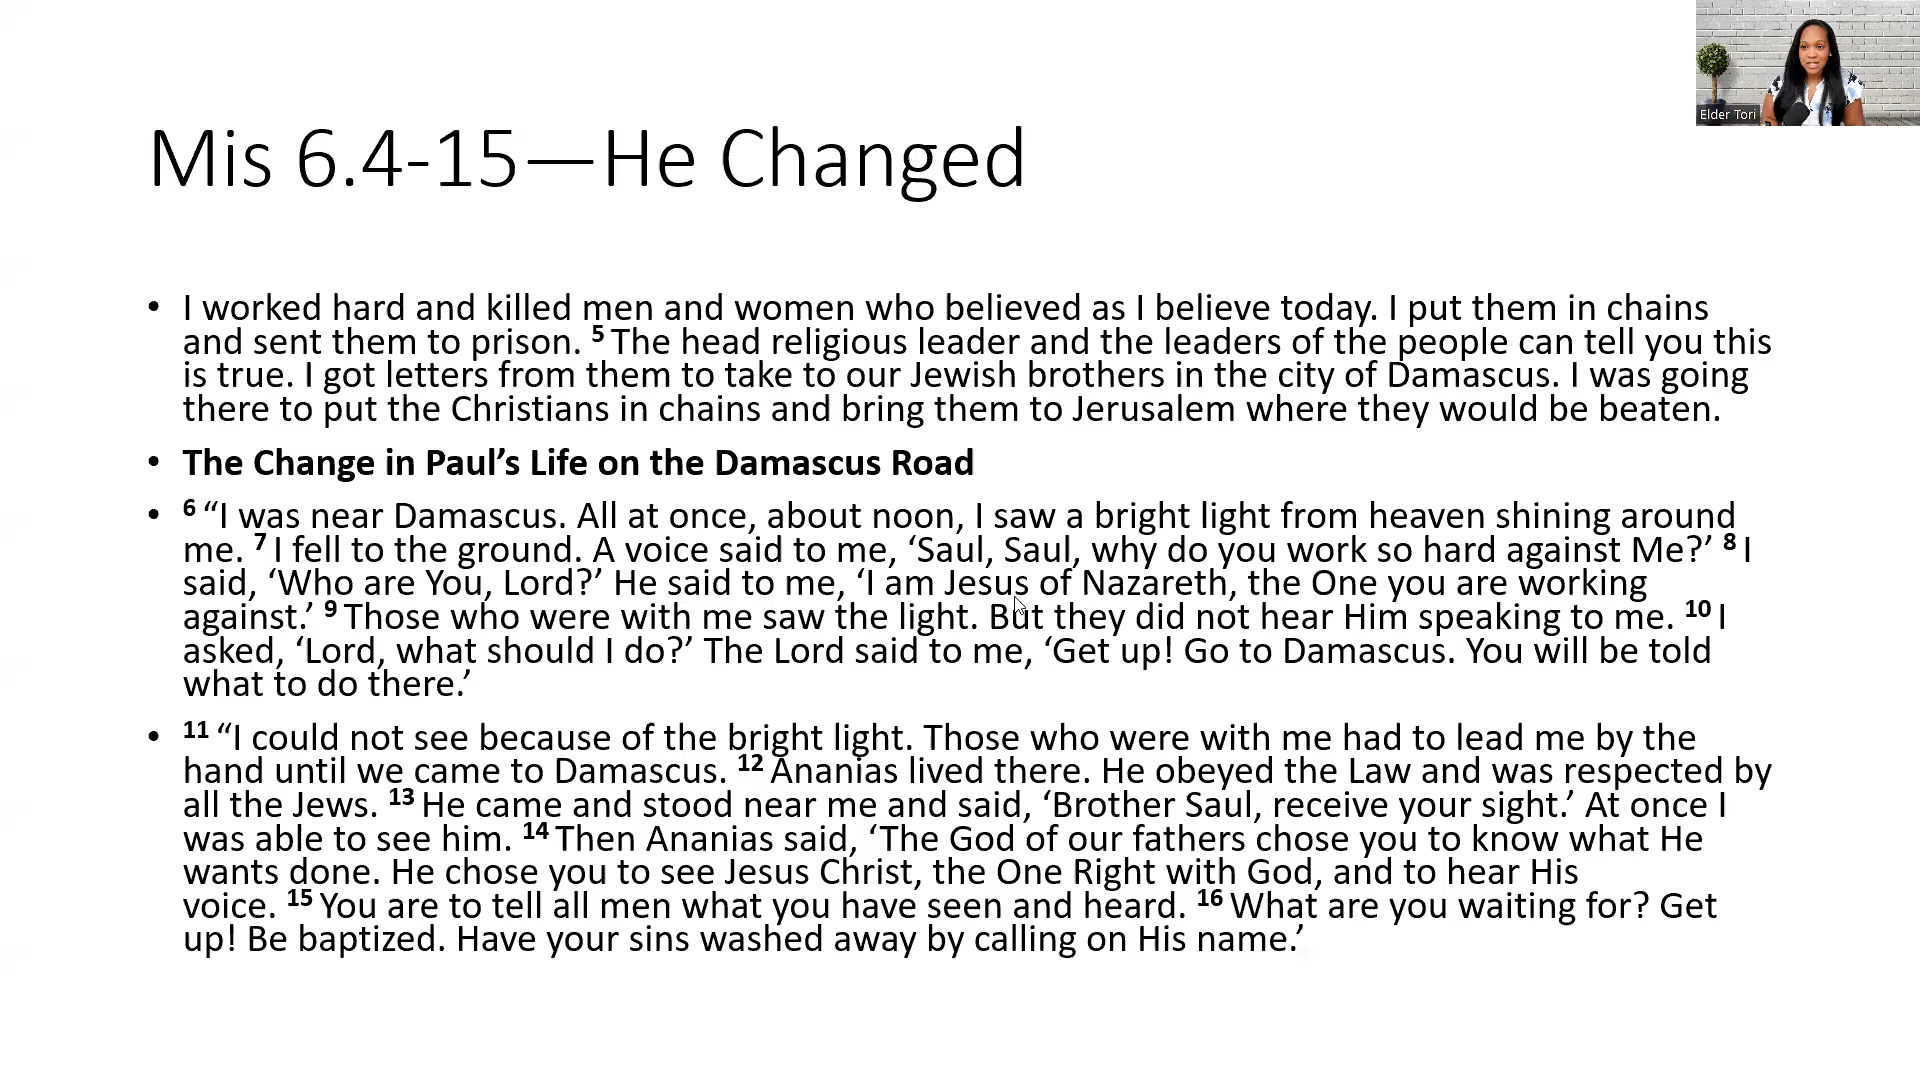 Elder Tori
Mis 6.4-15—He Changed
• I worked hard and killed men and women who believed as I believe today. I put them in chains
and sent them to prison. 5 The head religious leader and the leaders of the people can tell you this
is true. I got letters from them to take to our Jewish brothers in the city of Damascus. I was going
there to put the Christians in chains and bring them to Jerusalem where they would be beaten.
• The Change in Paul’s Life on the Damascus Road
• 6 “I was near Damascus. All at once, about noon, I saw a bright light from heaven shining around
me. 7 I fell to the ground. A voice said to me, ‘Saul, Saul, why do you work so hard against Me?’ 8 I
said, ‘Who are You, Lord?’ He said to me, ‘I am Jesus of Nazareth, the One you are working
against.’ 9 Those who were with me saw the light. But they did not hear Him speaking to me. 10 I
asked, ‘Lord, what should I do?’ The Lord said to me, ‘Get up! Go to Damascus. You will be told
what to do there.’
• 11 “I could not see because of the bright light. Those who were with me had to lead me by the
hand until we came to Damascus. 12 Ananias lived there. He obeyed the Law and was respected by
all the Jews. 13 He came and stood near me and said, ‘Brother Saul, receive your sight.’ At once I
was able to see him. 14 Then Ananias said, ‘The God of our fathers chose you to know what He
wants done. He chose you to see Jesus Christ, the One Right with God, and to hear His
voice. 15 You are to tell all men what you have seen and heard. 16 What are you waiting for? Get
up! Be baptized. Have your sins washed away by calling on His name.’